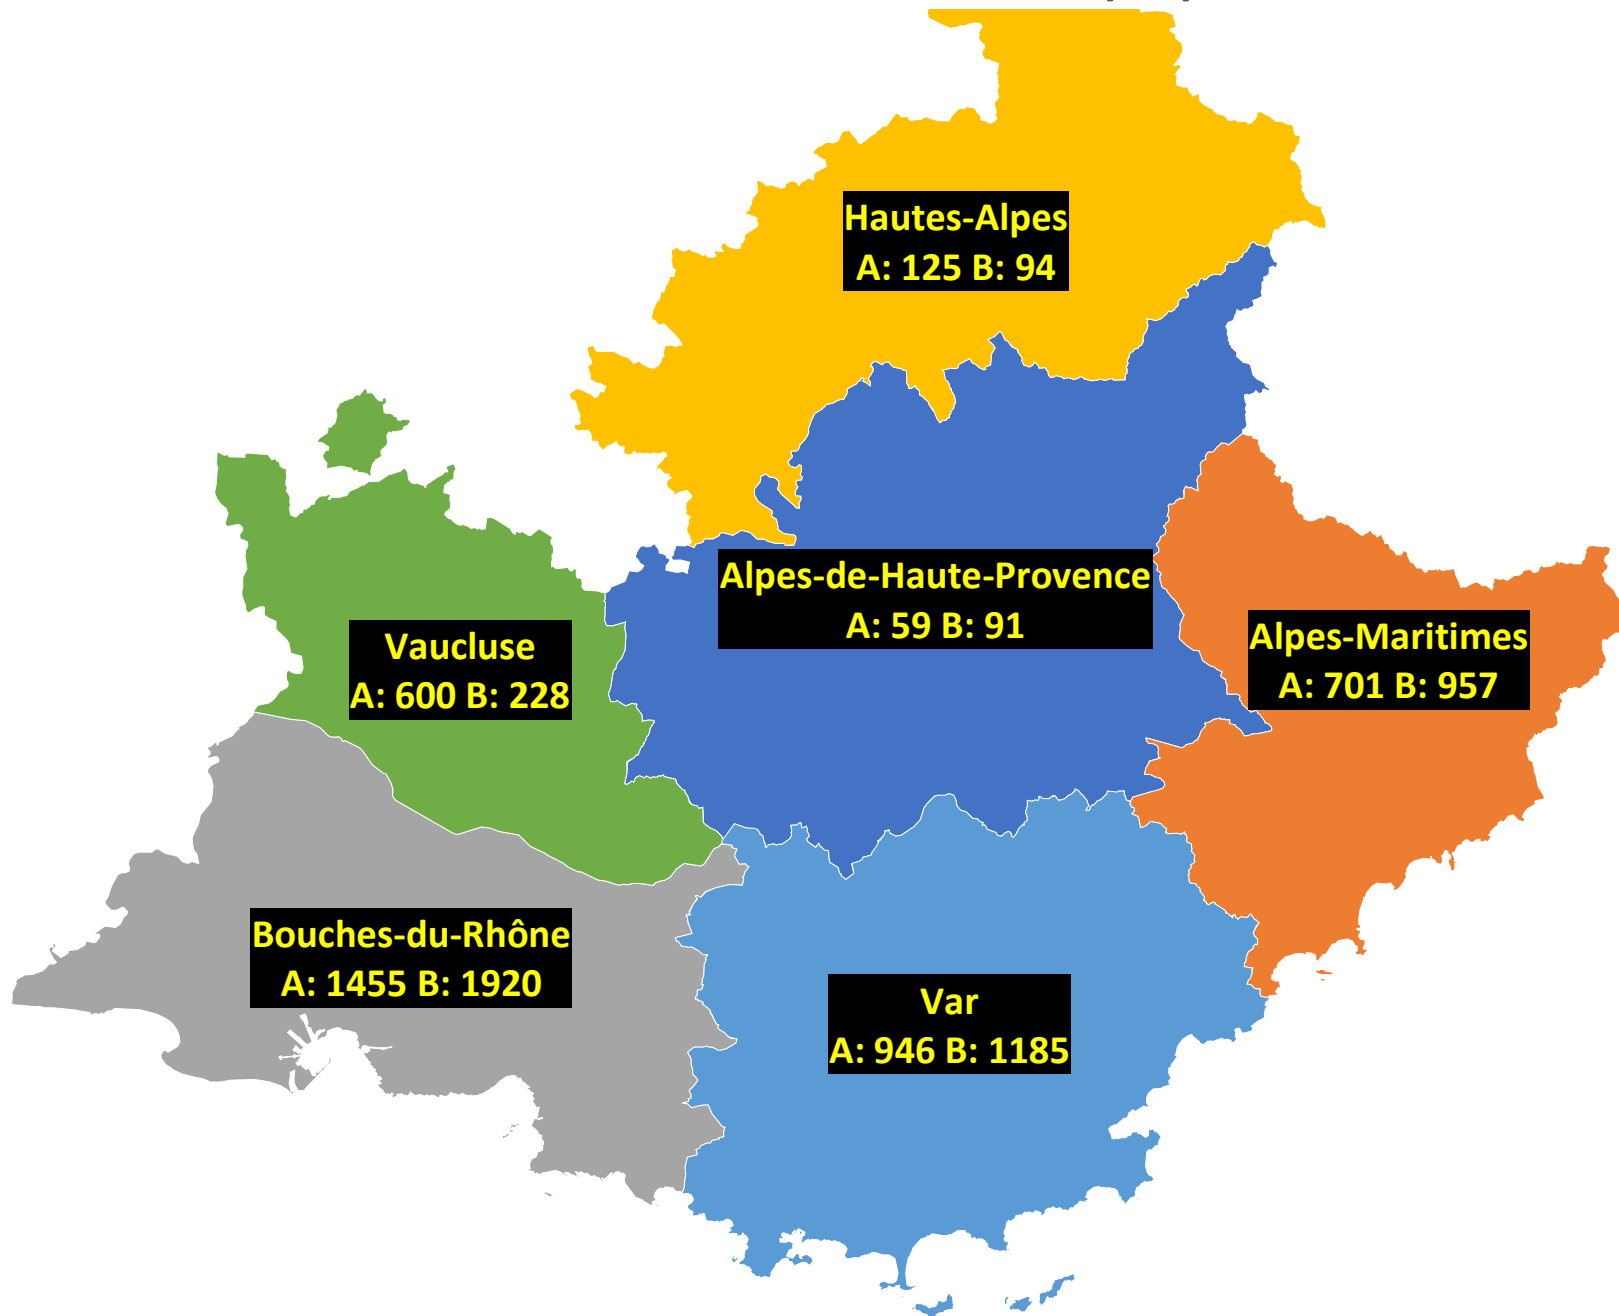 Hautes-Alpes
A: 125 B: 94
Alpes-de-Haute-Provence
A: 59 B: 91
Alpes-Maritimes
A: 701 B: 957
Vaucluse
A: 600 B: 228
Bouches-du-Rhône
A: 1455 B: 1920
Var
A: 946 B: 1185